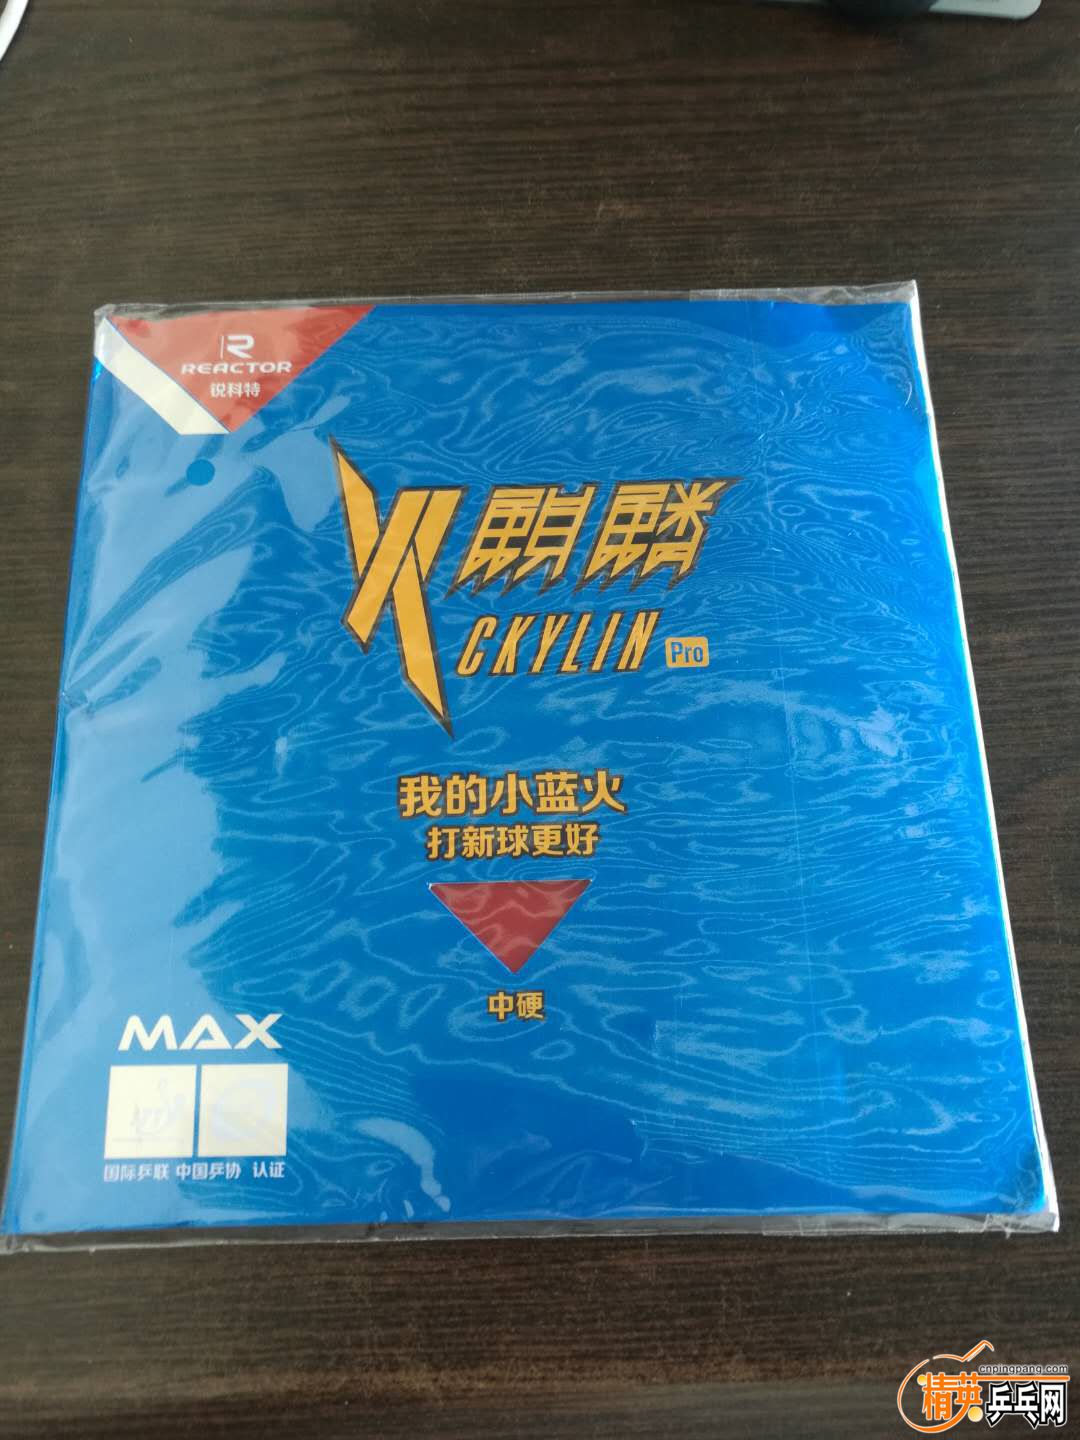 R
REACTOR
锐科特
麒麟
CKYLIN Pro
我的小蓝火
打新球更好
中硬
MAX
国际乒联 中国乒协 认证
cnpingpang.com
精英乒乓网